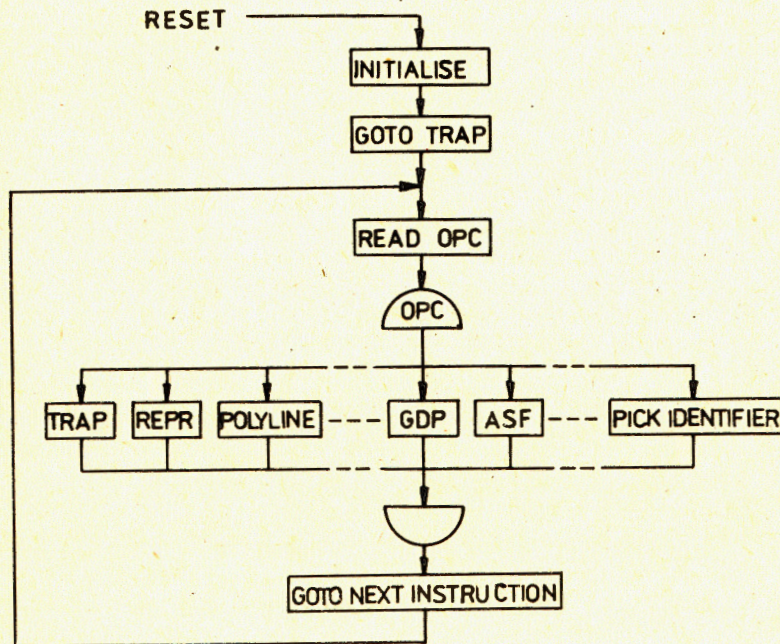 RESET
INITIALISE
GOTO TRAP
READ OPC
OPC
TRAP REPR POLYLINE GDP ASF PICK IDENTIFIER
GOTO NEXT INSTRUCTION